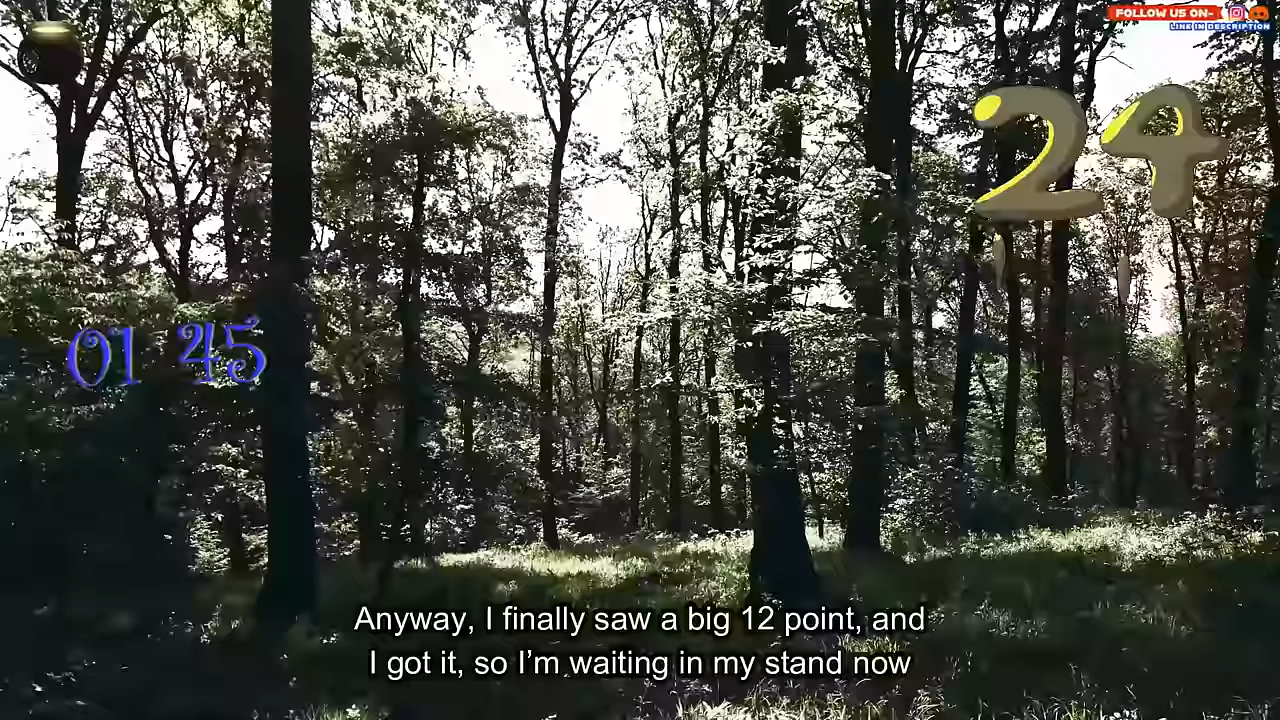 FOLLOW US ON-
LINK IN DESCRIPTION
24
01 45
Anyway, I finally saw a big 12 point, and
I got it, so I’m waiting in my stand now